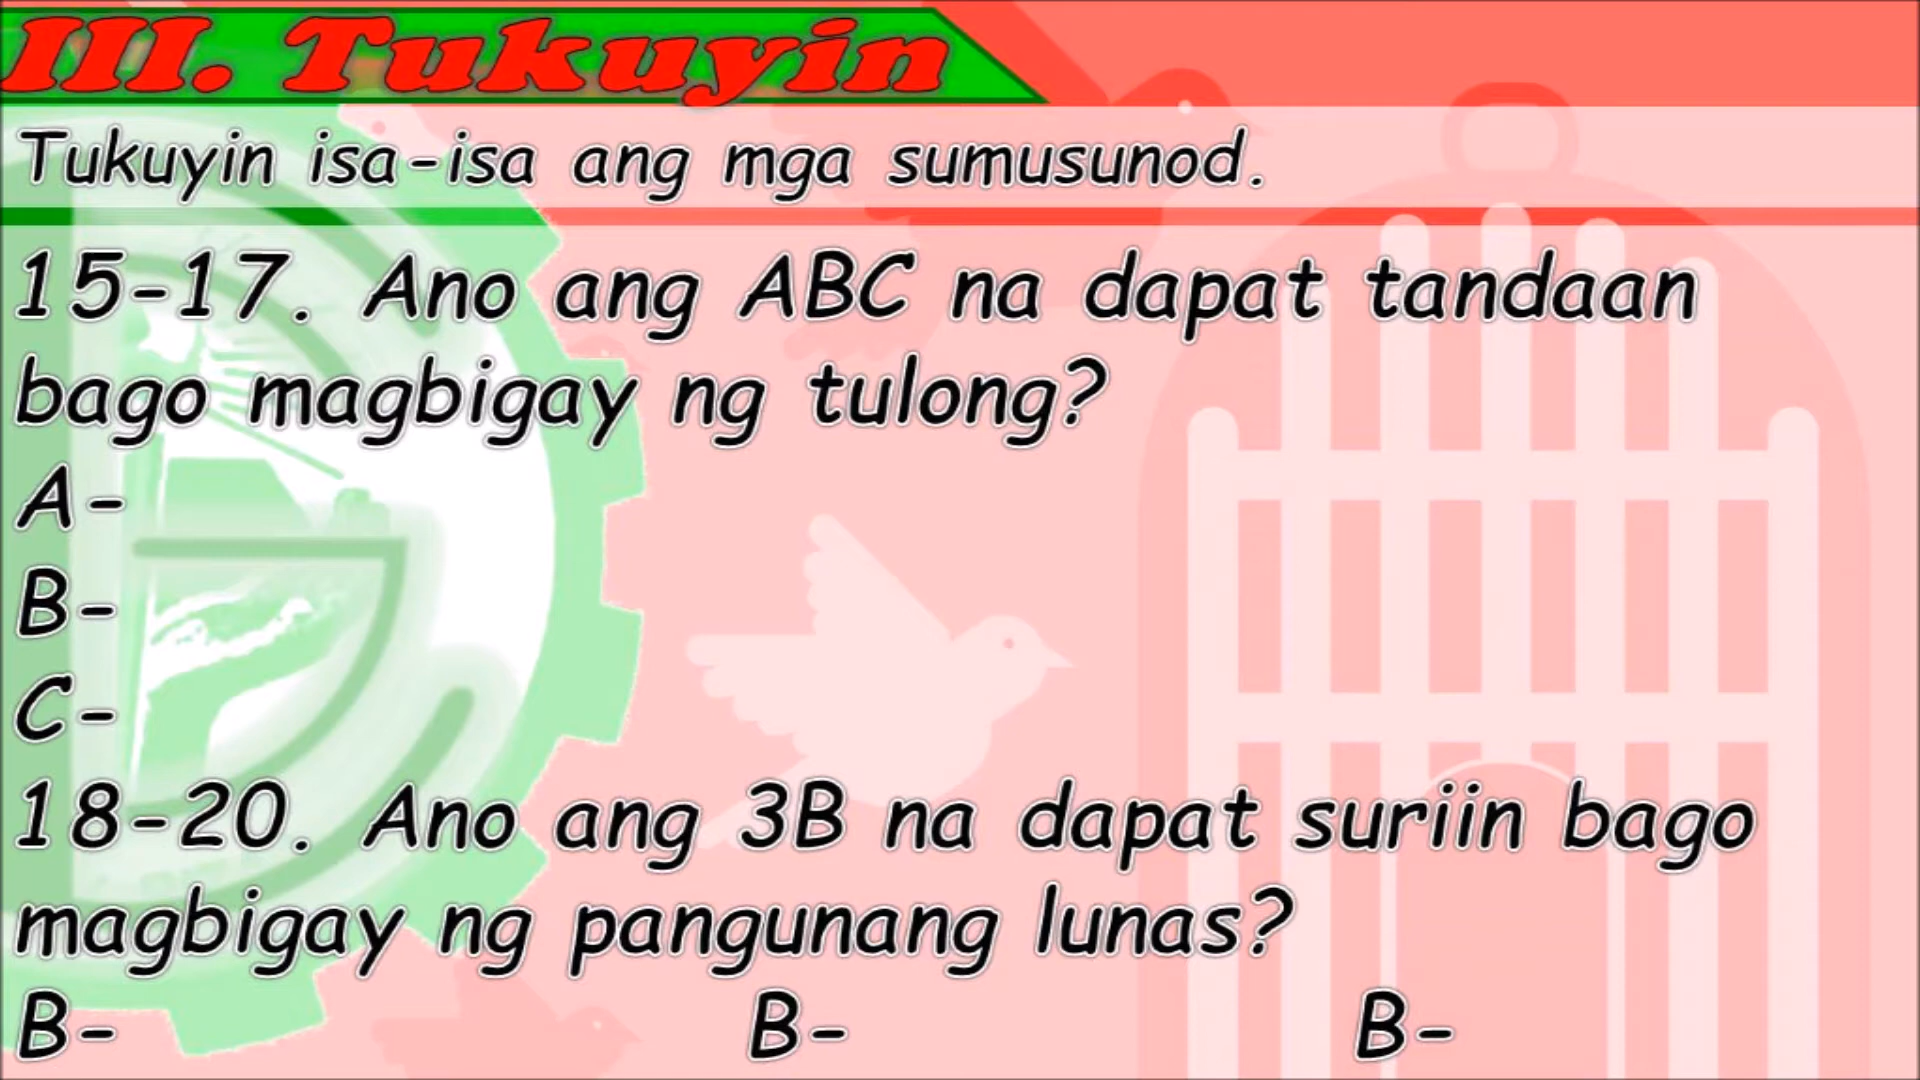 III. Tukuyin
Tukuyin isa-isa ang mga sumusunod.
15-17. Ano ang ABC na dapat tandaan
bago magbigay ng tulong?
A-
B-
C-
18-20. Ano ang 3B na dapat suriin bago
magbigay ng pangunang lunas?
B- B- B-